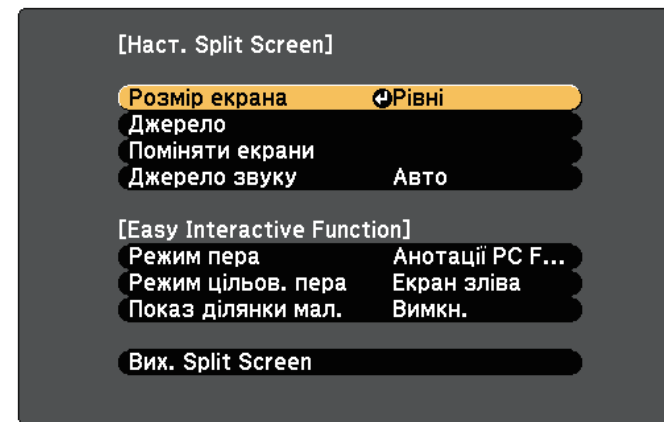 [Наст. Split Screen]
Розмір екрана Рівні
Джерело
Поміняти екрани
Джерело звуку Авто
[Easy Interactive Function]
Режим пера Анотації PC F...
Режим цільов. пера Екран зліва
Показ ділянки мал. Вимкн.
Вих. Split Screen